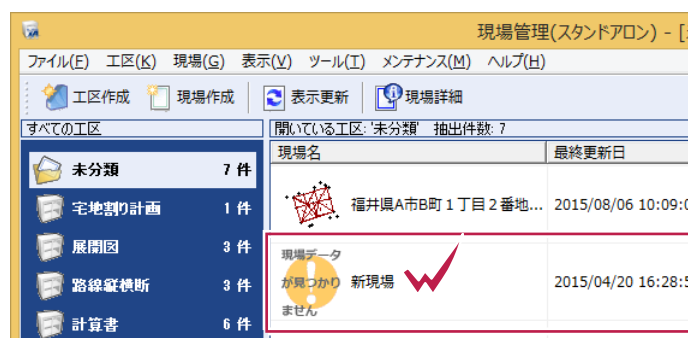 現場管理(スタンドアロン) - [
ファイル(F) 工区(K) 現場(G) 表示(V) ツール(T) メンテナンス(M) ヘルプ(H)
工区作成 現場作成 表示更新 現場詳細
すべての工区
開いている工区: '未分類' 抽出件数: 7
現場名 最終更新日
未分類 7 件
福井県A市B町1丁目2番地... 2015/08/06 10:09:0
宅地割り計画 1 件
展開図 3 件
現場データ
が見つかり
ません
新現場 2015/04/20 16:28:5
路線縦横断 3 件
計算書 6 件